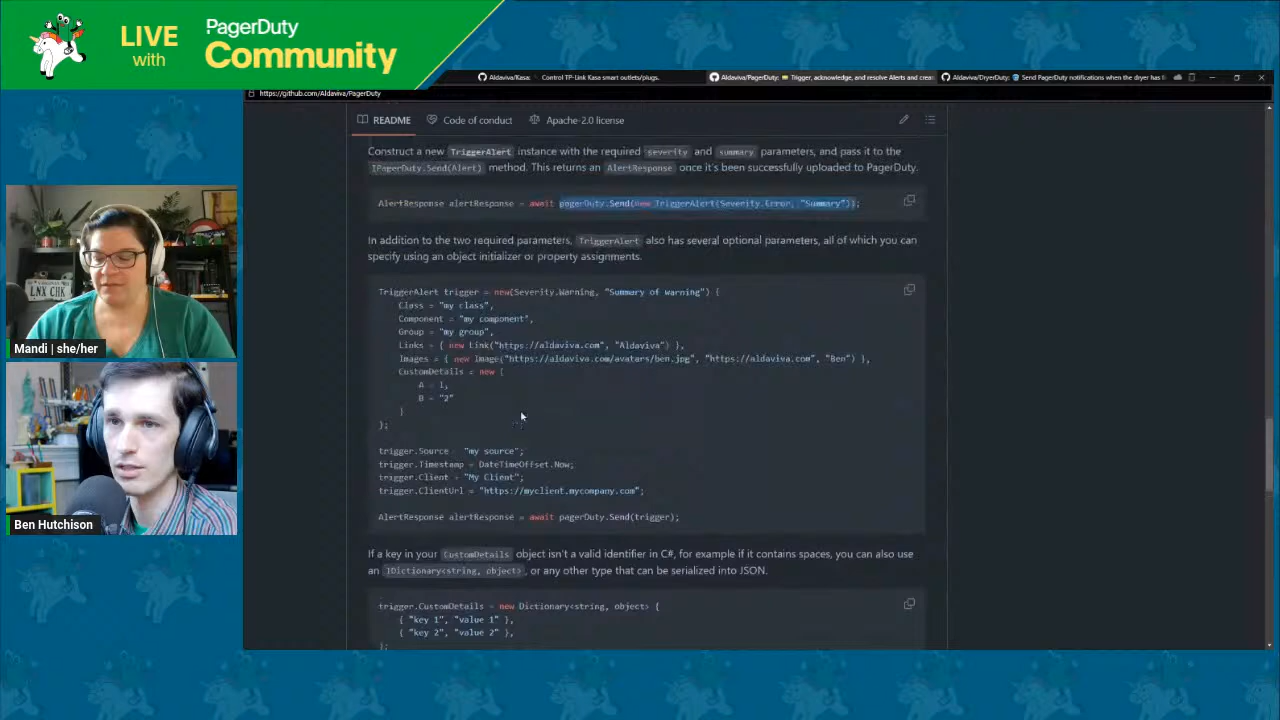 LIVE
with
PagerDuty
Community
Aldaviva/Kasa: Control TP-Link Kasa smart outlets/plugs.
Aldaviva/PagerDuty: Trigger, acknowledge, and resolve Alerts and crea
Aldaviva/DryerDuty: Send PagerDuty notifications when the dryer has fi
https://github.com/Aldaviva/PagerDuty
README
Code of conduct
Apache-2.0 license
Construct a new TriggerAlert instance with the required severity and summary parameters, and pass it to the
IPagerDuty.Send(Alert) method. This returns an AlertResponse once it's been successfully uploaded to PagerDuty.
AlertResponse alertResponse = await pagerDuty.Send(new TriggerAlert(Severity.Error, "Summary"));
In addition to the two required parameters, TriggerAlert also has several optional parameters, all of which you can
specify using an object initializer or property assignments.
TriggerAlert trigger = new(Severity.Warning, "Summary of warning") {
Class = "my class",
Component = "my component",
Group = "my group",
Links = { new Link("https://aldaviva.com", "Aldaviva") },
Images = { new Image("https://aldaviva.com/avatars/ben.jpg", "https://aldaviva.com", "Ben") },
CustomDetails = new {
A = 1,
B = "2"
}
};
trigger.Source = "my source";
trigger.Timestamp = DateTimeOffset.Now;
trigger.Client = "My Client";
trigger.ClientUrl = "https://myclient.mycompany.com";
AlertResponse alertResponse = await pagerDuty.Send(trigger);
If a key in your CustomDetails object isn't a valid identifier in C#, for example if it contains spaces, you can also use
an IDictionary<string, object>, or any other type that can be serialized into JSON.
trigger.CustomDetails = new Dictionary<string, object> {
{ "key 1", "value 1" },
{ "key 2", "value 2" },
};
LNX CHK
Mandi | she/her
Ben Hutchison